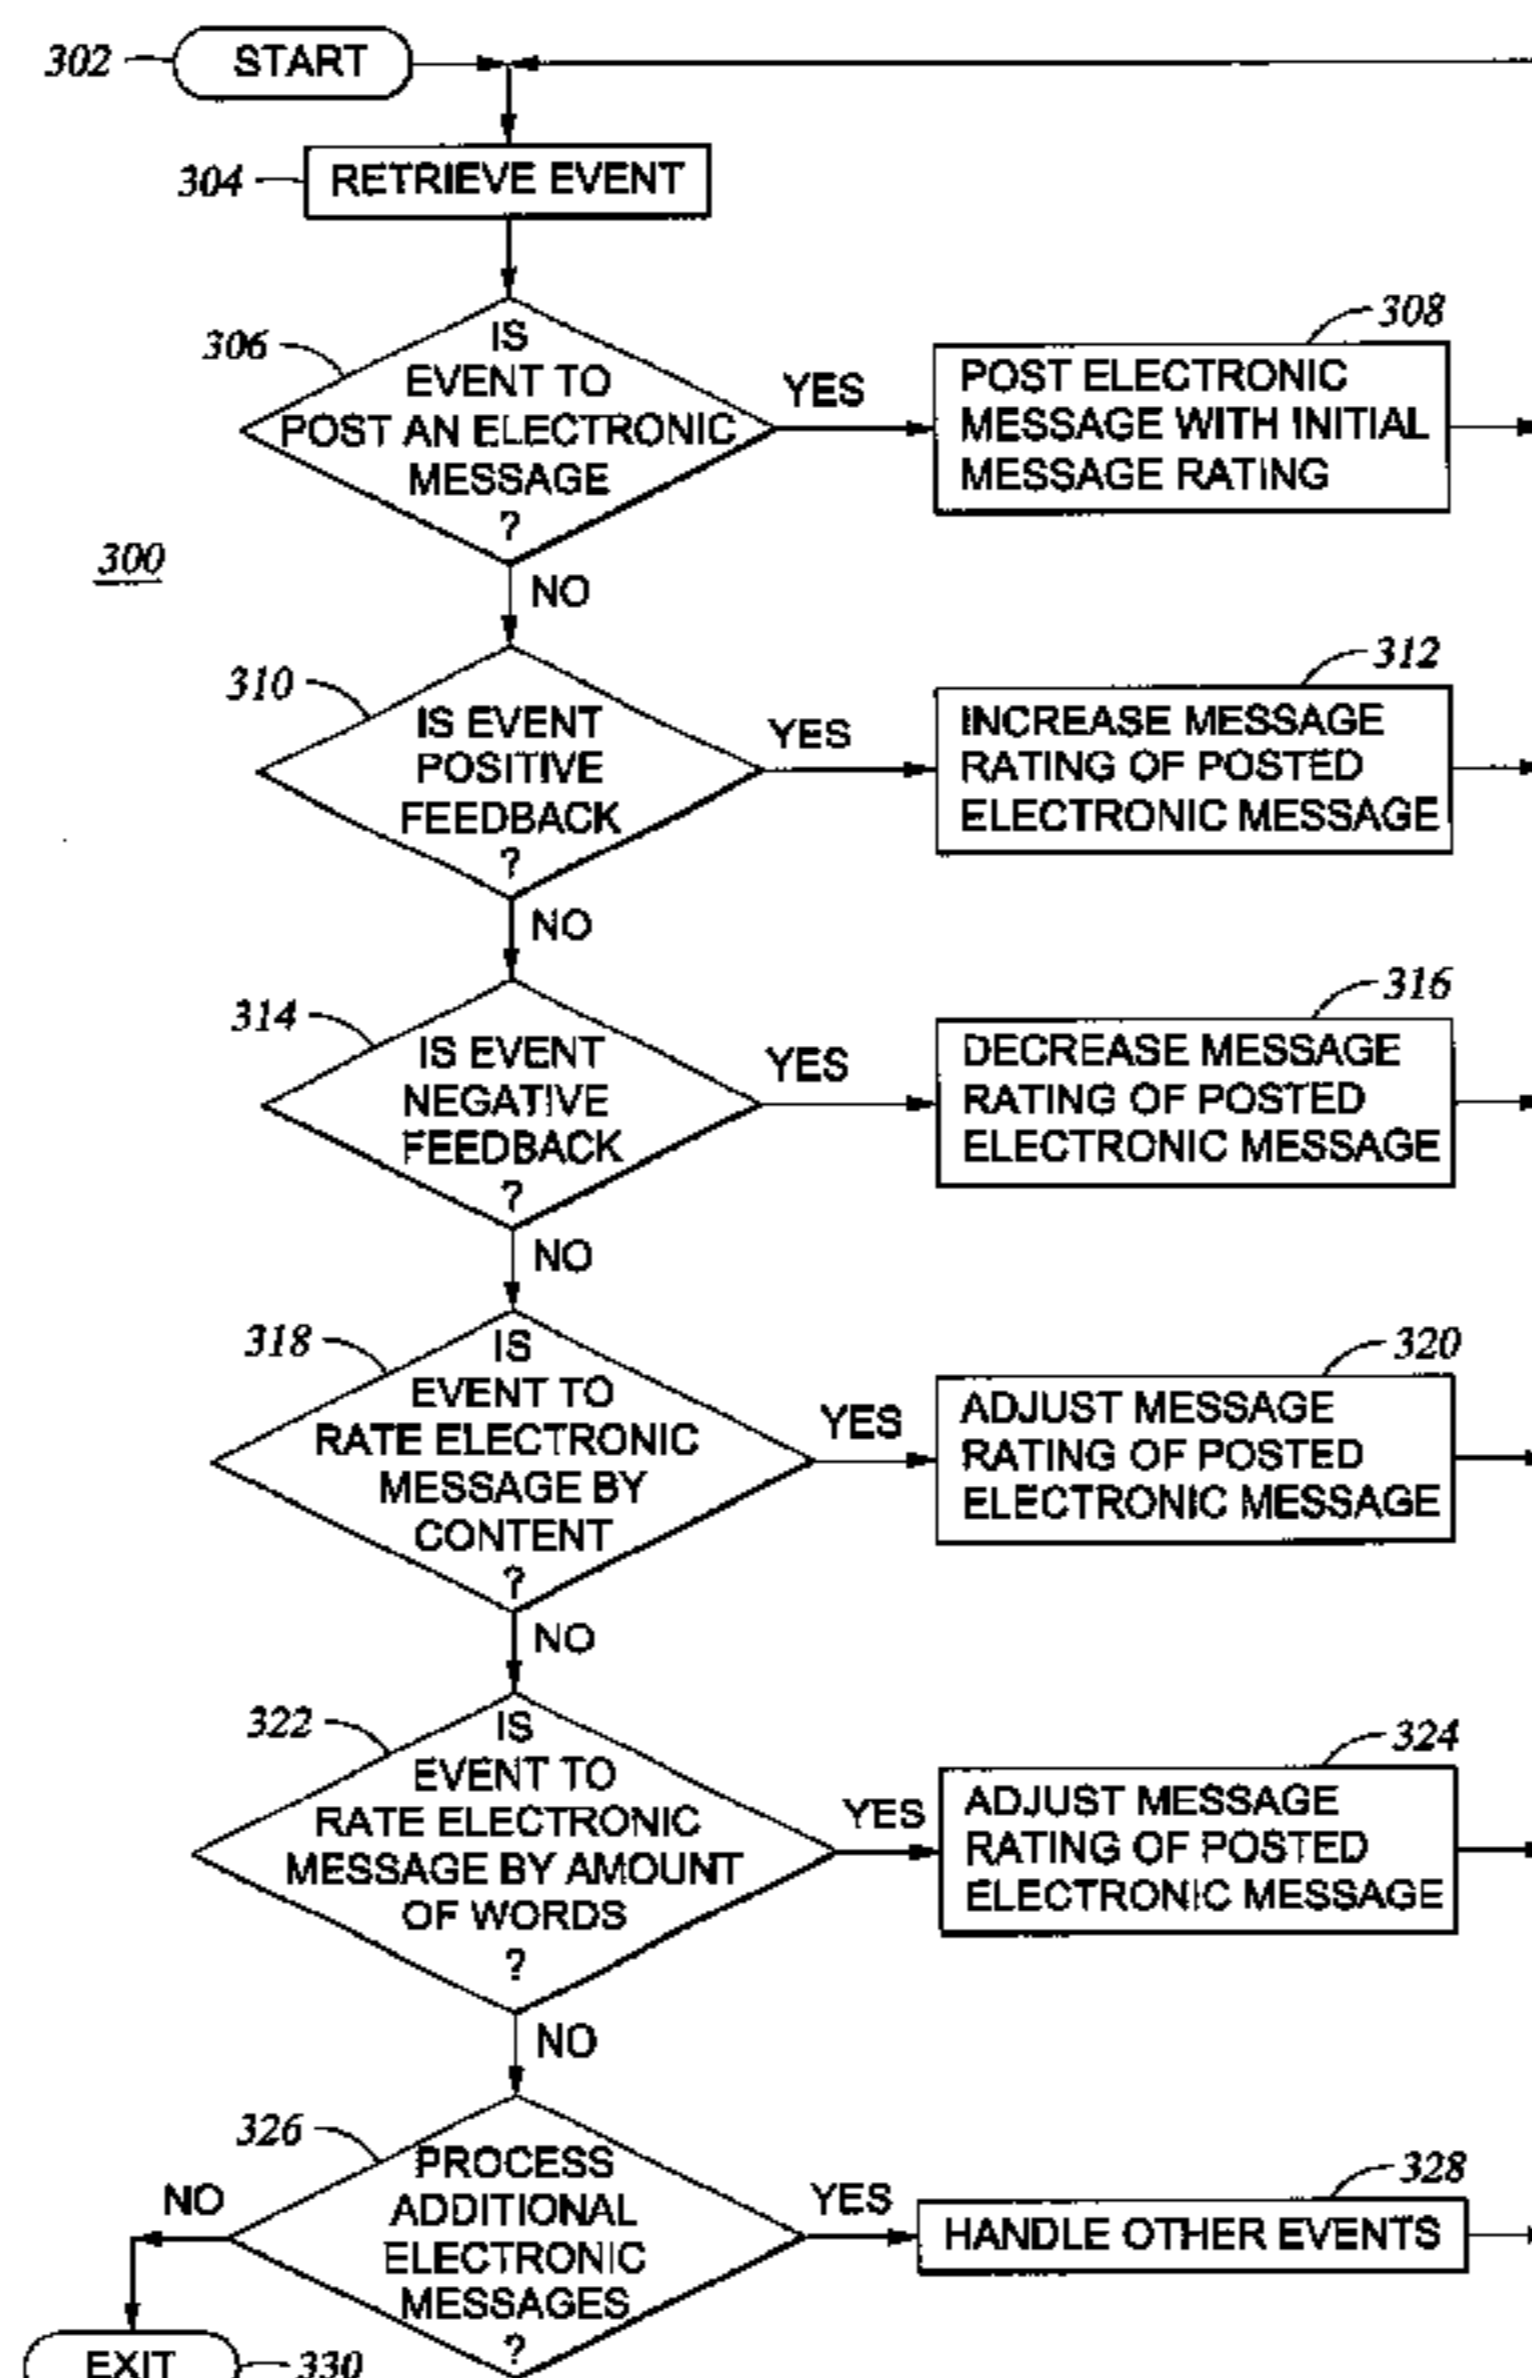 302
START
304
RETRIEVE EVENT
306
IS
EVENT TO
POST AN ELECTRONIC
MESSAGE
?
YES
308
POST ELECTRONIC
MESSAGE WITH INITIAL
MESSAGE RATING
300
NO
310
IS EVENT
POSITIVE
FEEDBACK
?
YES
312
INCREASE MESSAGE
RATING OF POSTED
ELECTRONIC MESSAGE
NO
314
IS EVENT
NEGATIVE
FEEDBACK
?
YES
316
DECREASE MESSAGE
RATING OF POSTED
ELECTRONIC MESSAGE
NO
318
IS
EVENT TO
RATE ELECTRONIC
MESSAGE BY
CONTENT
?
YES
320
ADJUST MESSAGE
RATING OF POSTED
ELECTRONIC MESSAGE
NO
322
IS
EVENT TO
RATE ELECTRONIC
MESSAGE BY AMOUNT
OF WORDS
?
YES
324
ADJUST MESSAGE
RATING OF POSTED
ELECTRONIC MESSAGE
NO
326
PROCESS
ADDITIONAL
ELECTRONIC
MESSAGES
?
NO
YES
328
HANDLE OTHER EVENTS
EXIT
330